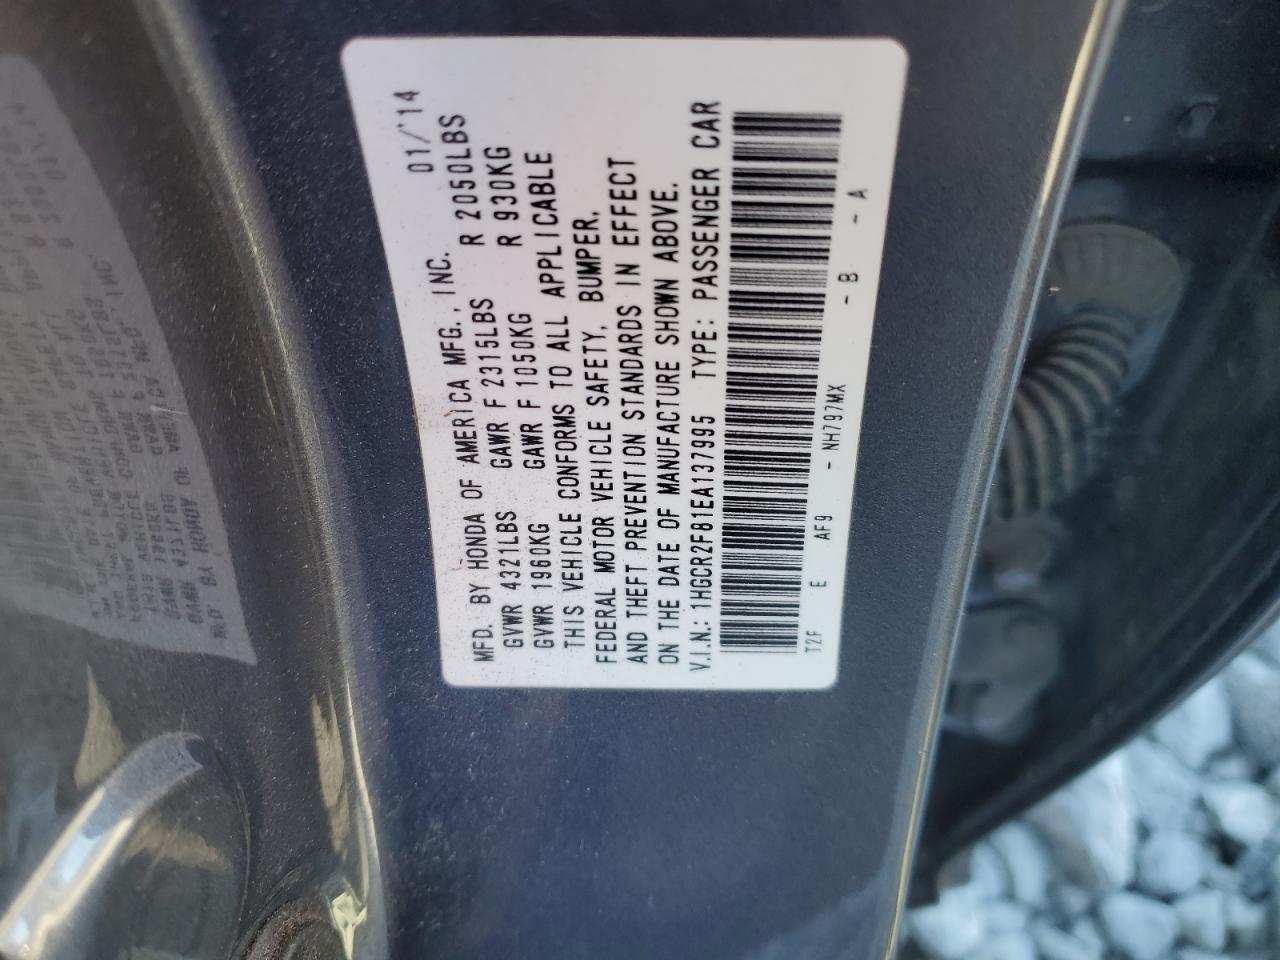 MFD. BY HONDA OF AMERICA MFG., INC. 01/'14
GVWR 4321LBS GAWR F 2315LBS R 2050LBS
GVWR 1960KG GAWR F 1050KG R 930KG
THIS VEHICLE CONFORMS TO ALL APPLICABLE
FEDERAL MOTOR VEHICLE SAFETY, BUMPER,
AND THEFT PREVENTION STANDARDS IN EFFECT
ON THE DATE OF MANUFACTURE SHOWN ABOVE.
V.I.N.: 1HGCR2F81EA137995 TYPE: PASSENGER CAR
T2F E AF9 - NH797MX - B - A